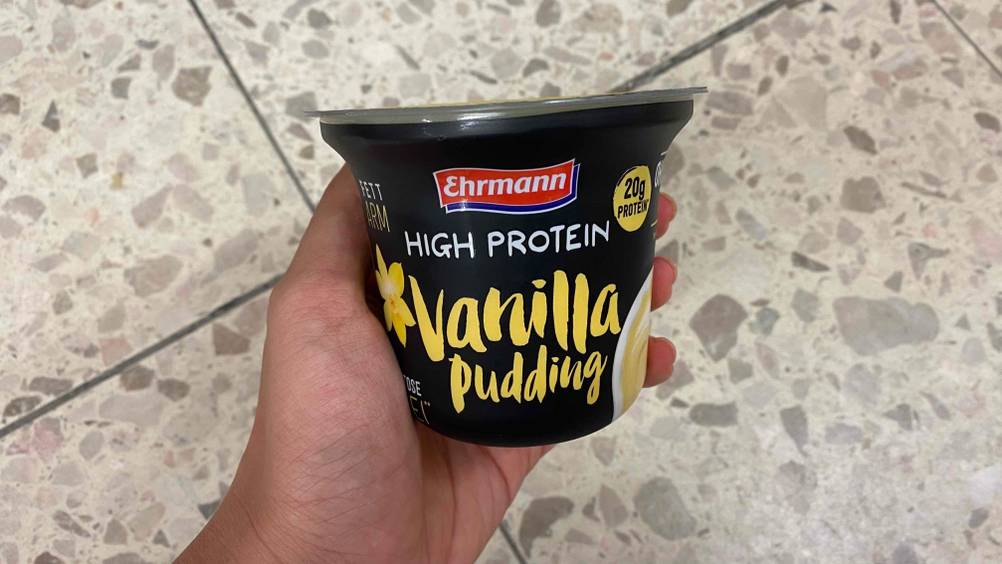 Ehrmann
20g
PROTEIN
HIGH PROTEIN
Vanilla
pudding